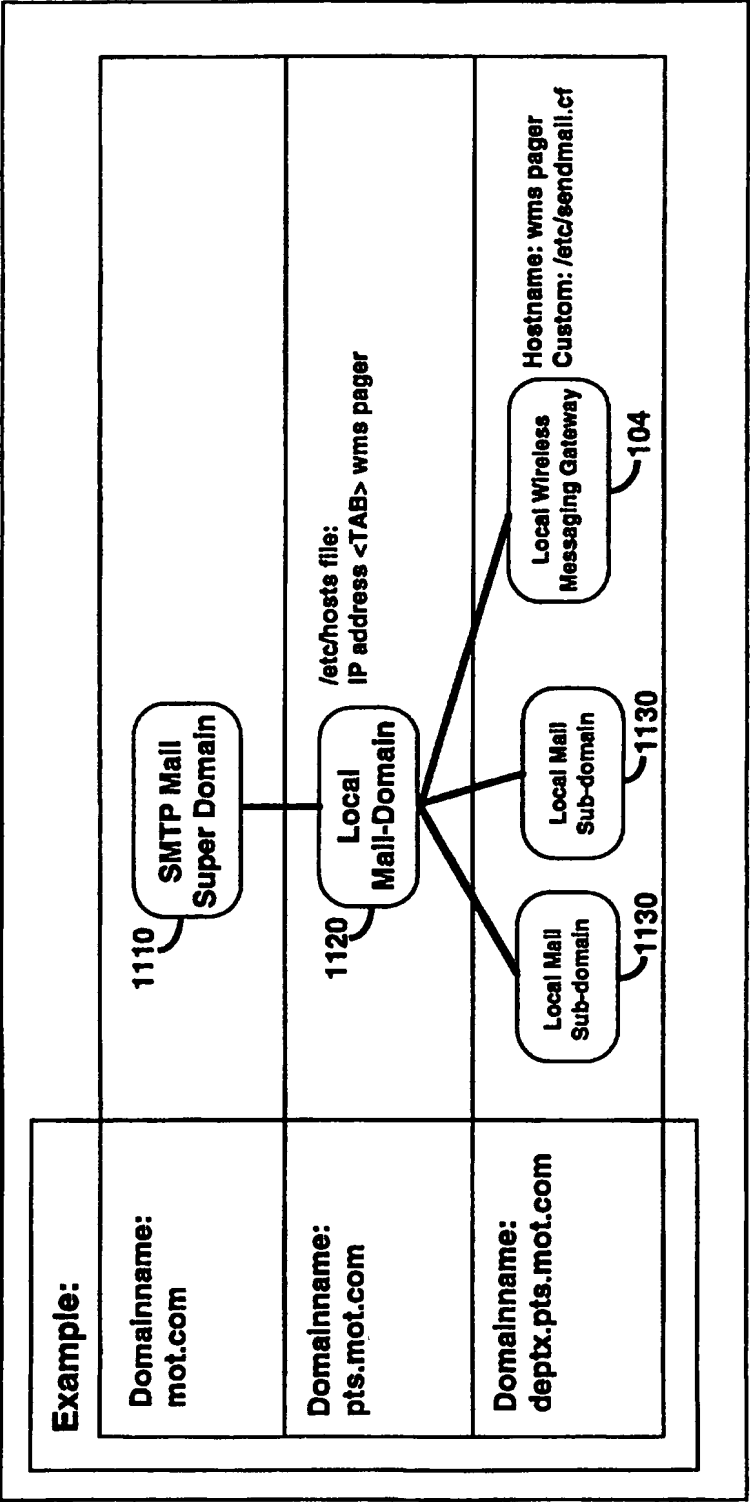 Example:
Domainname:
mot.com
1110
SMTP Mail
Super Domain
Domainname:
pts.mot.com
1120
Local
Mail-Domain
/etc/hosts file:
IP address <TAB> wms pager
Domainname:
deptx.pts.mot.com
Local Mail
Sub-domain
1130
Local Mail
Sub-domain
1130
Local Wireless
Messaging Gateway
104
Hostname: wms pager
Custom: /etc/sendmail.cf